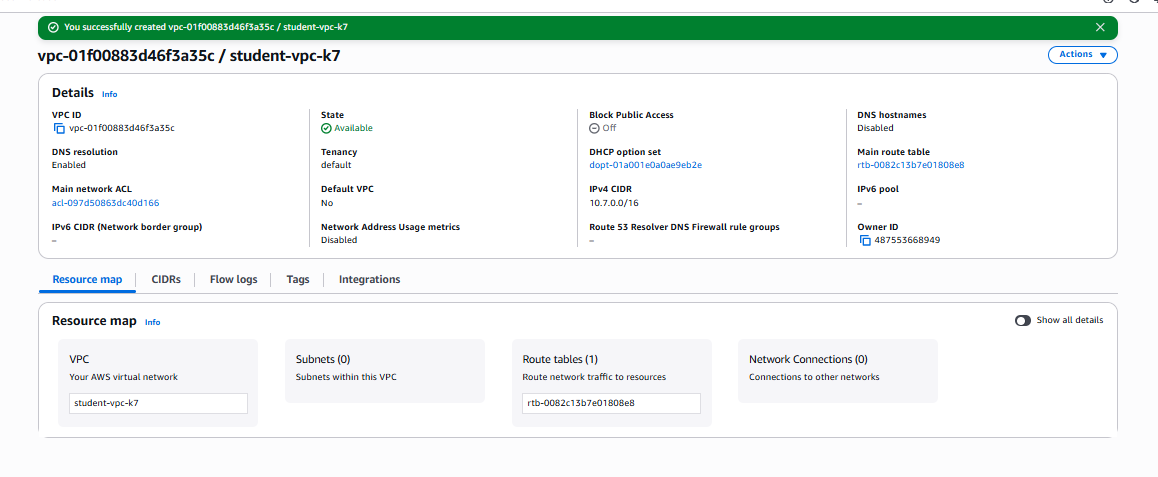 You successfully created vpc-01f00883d46f3a35c / student-vpc-k7
vpc-01f00883d46f3a35c / student-vpc-k7
Actions
Details Info
VPC ID
vpc-01f00883d46f3a35c
State
Available
Block Public Access
Off
DNS hostnames
Disabled
DNS resolution
Enabled
Tenancy
default
DHCP option set
dopt-01a001e0a0ae9eb2e
Main route table
rtb-0082c13b7e01808e8
Main network ACL
acl-097d50863dc40d166
Default VPC
No
IPv4 CIDR
10.7.0.0/16
IPv6 pool
–
IPv6 CIDR (Network border group)
–
Network Address Usage metrics
Disabled
Route 53 Resolver DNS Firewall rule groups
–
Owner ID
487553668949
Resource map CIDRs Flow logs Tags Integrations
Resource map Info
Show all details
VPC
Your AWS virtual network
student-vpc-k7
Subnets (0)
Subnets within this VPC
Route tables (1)
Route network traffic to resources
rtb-0082c13b7e01808e8
Network Connections (0)
Connections to other networks